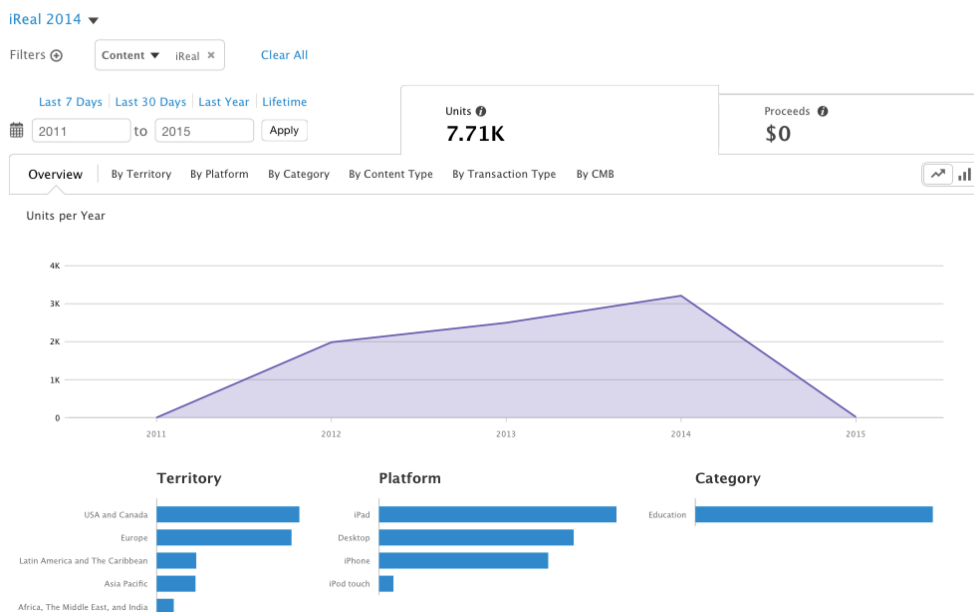 iReal 2014
Filters
Content iReal ×
Clear All
Last 7 Days Last 30 Days Last Year Lifetime
2011 to 2015 Apply
Units
7.71K
Proceeds
$0
Overview By Territory By Platform By Category By Content Type By Transaction Type By CMB
Units per Year
4K
3K
2K
1K
0
2011 2012 2013 2014 2015
Territory
USA and Canada
Europe
Latin America and The Caribbean
Asia Pacific
Africa, The Middle East, and India
Platform
iPad
Desktop
iPhone
iPod touch
Category
Education